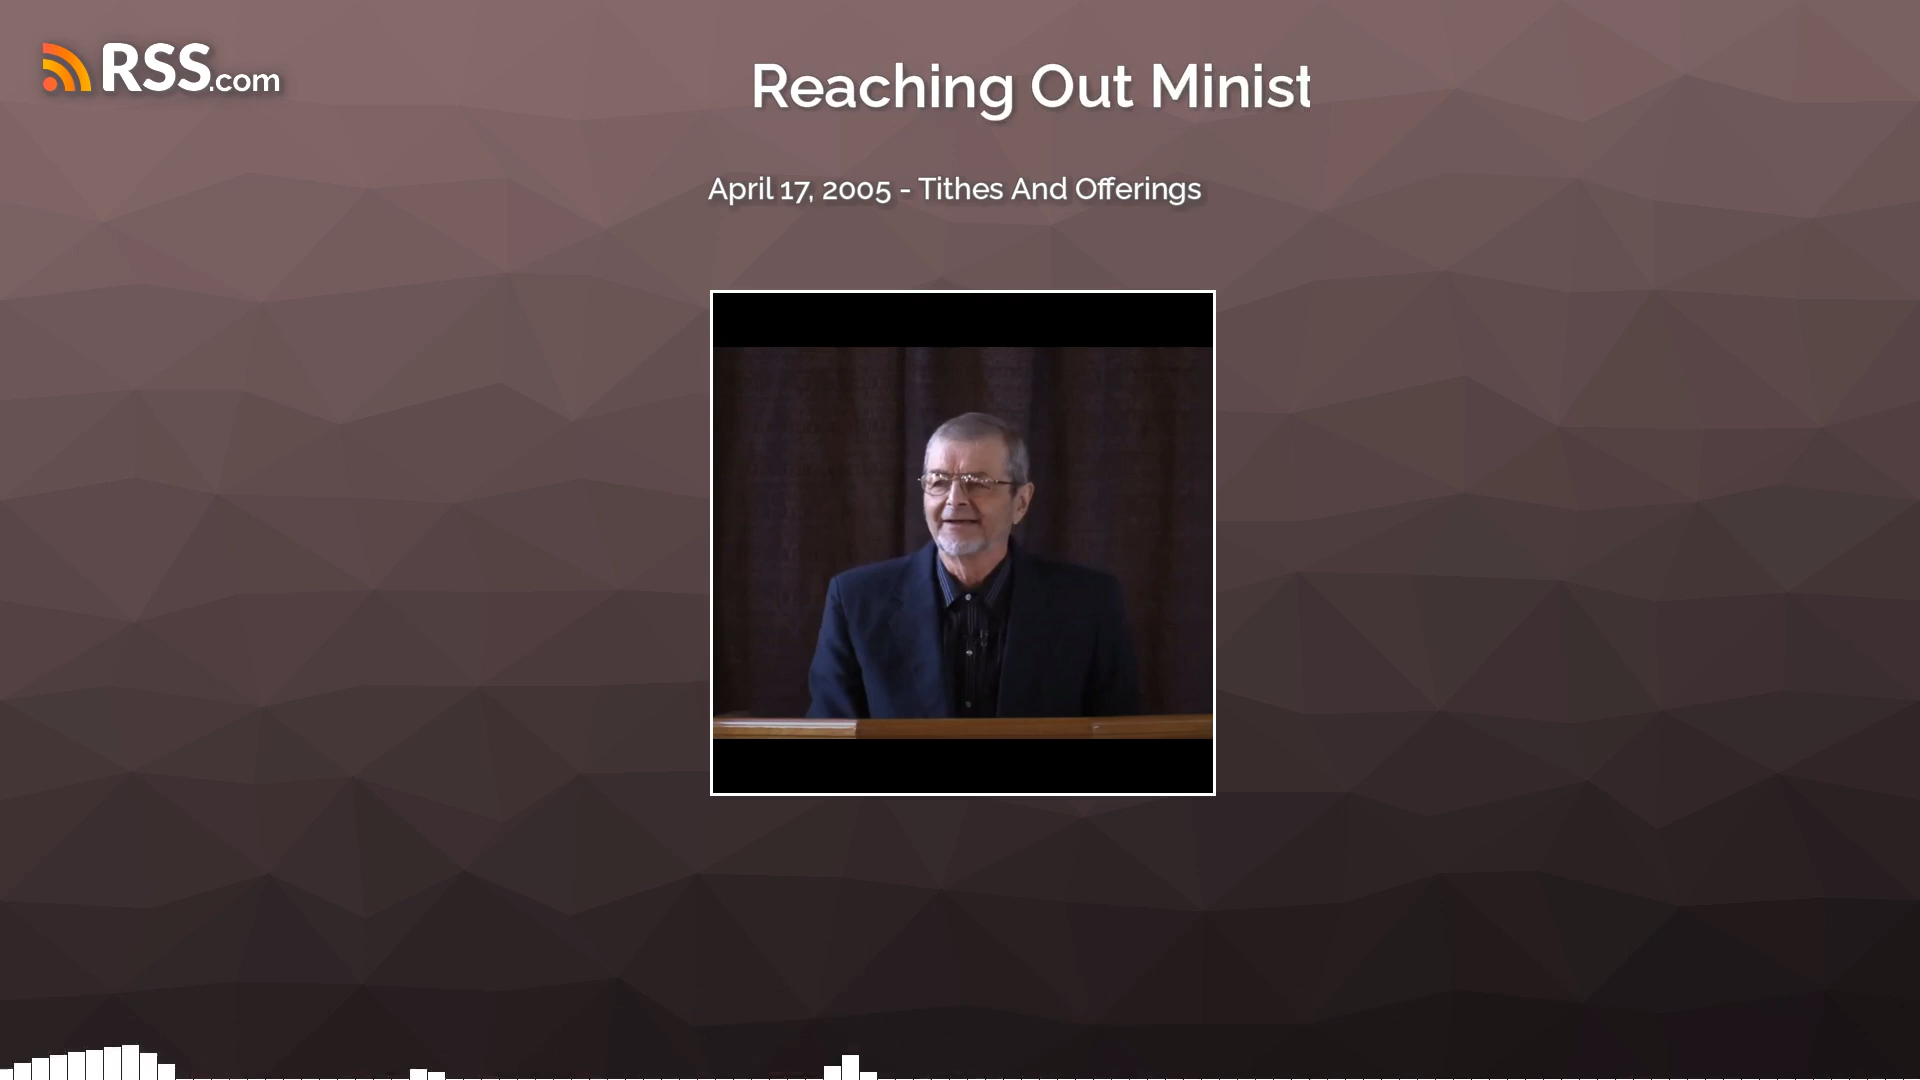 RSS.com
Reaching Out Minist
April 17, 2005 - Tithes And Offerings